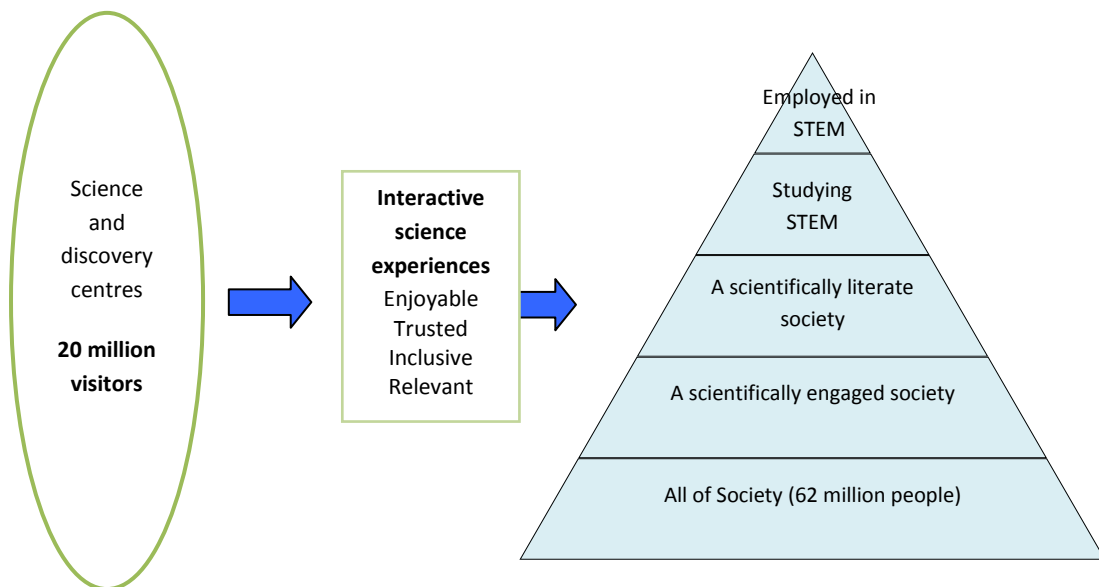 Science
and
discovery
centres
20 million
visitors
Interactive
science
experiences
Enjoyable
Trusted
Inclusive
Relevant
Employed in
STEM
Studying
STEM
A scientifically literate
society
A scientifically engaged society
All of Society (62 million people)